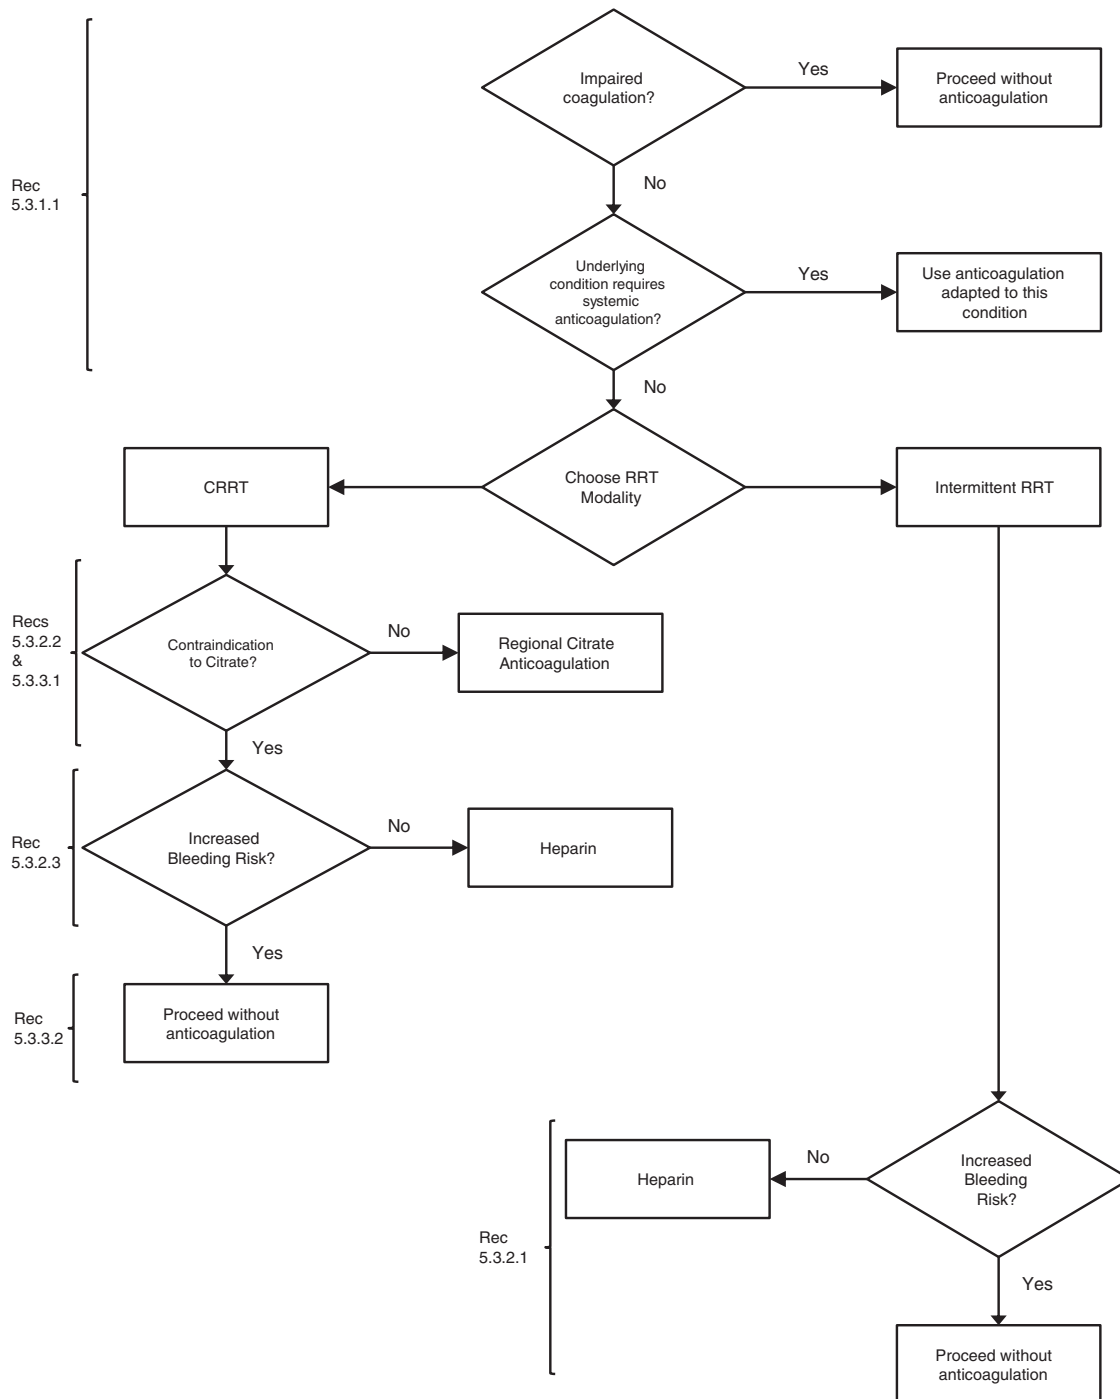 Impaired
coagulation?
Yes
Proceed without
anticoagulation
Rec
5.3.1.1
No
Underlying
condition requires
systemic
anticoagulation?
Yes
Use anticoagulation
adapted to this
condition
No
CRRT
Choose RRT
Modality
Intermittent RRT
Recs
5.3.2.2
&
5.3.3.1
Contraindication
to Citrate?
No
Regional Citrate
Anticoagulation
Yes
Rec
5.3.2.3
Increased
Bleeding Risk?
No
Heparin
Yes
Rec
5.3.3.2
Proceed without
anticoagulation
Rec
5.3.2.1
Heparin
No
Increased
Bleeding
Risk?
Yes
Proceed without
anticoagulation